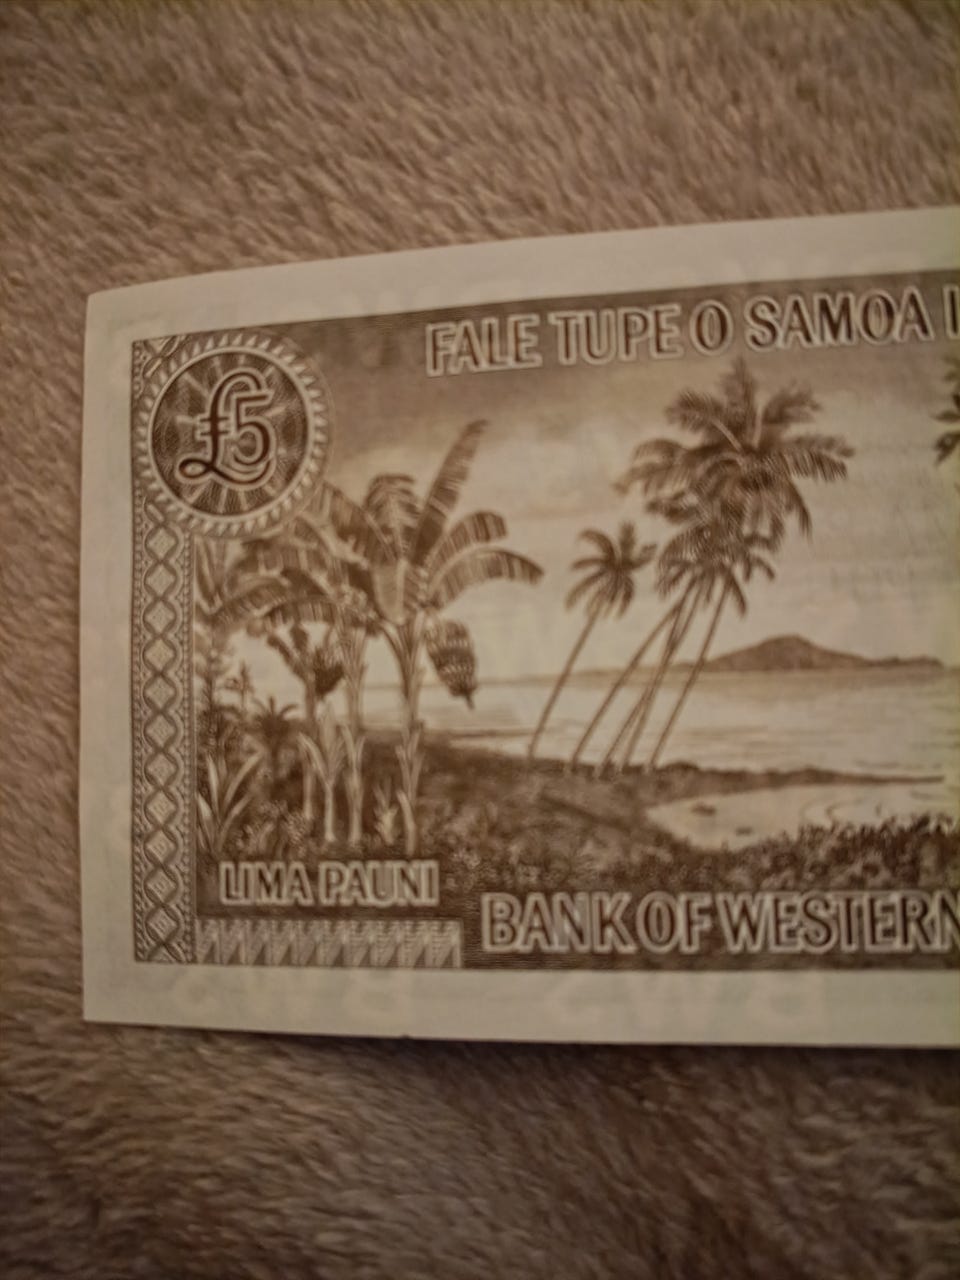 FALE TUPE O SAMOA I
£5
LIMA PAUNI
BANK OF WESTERN